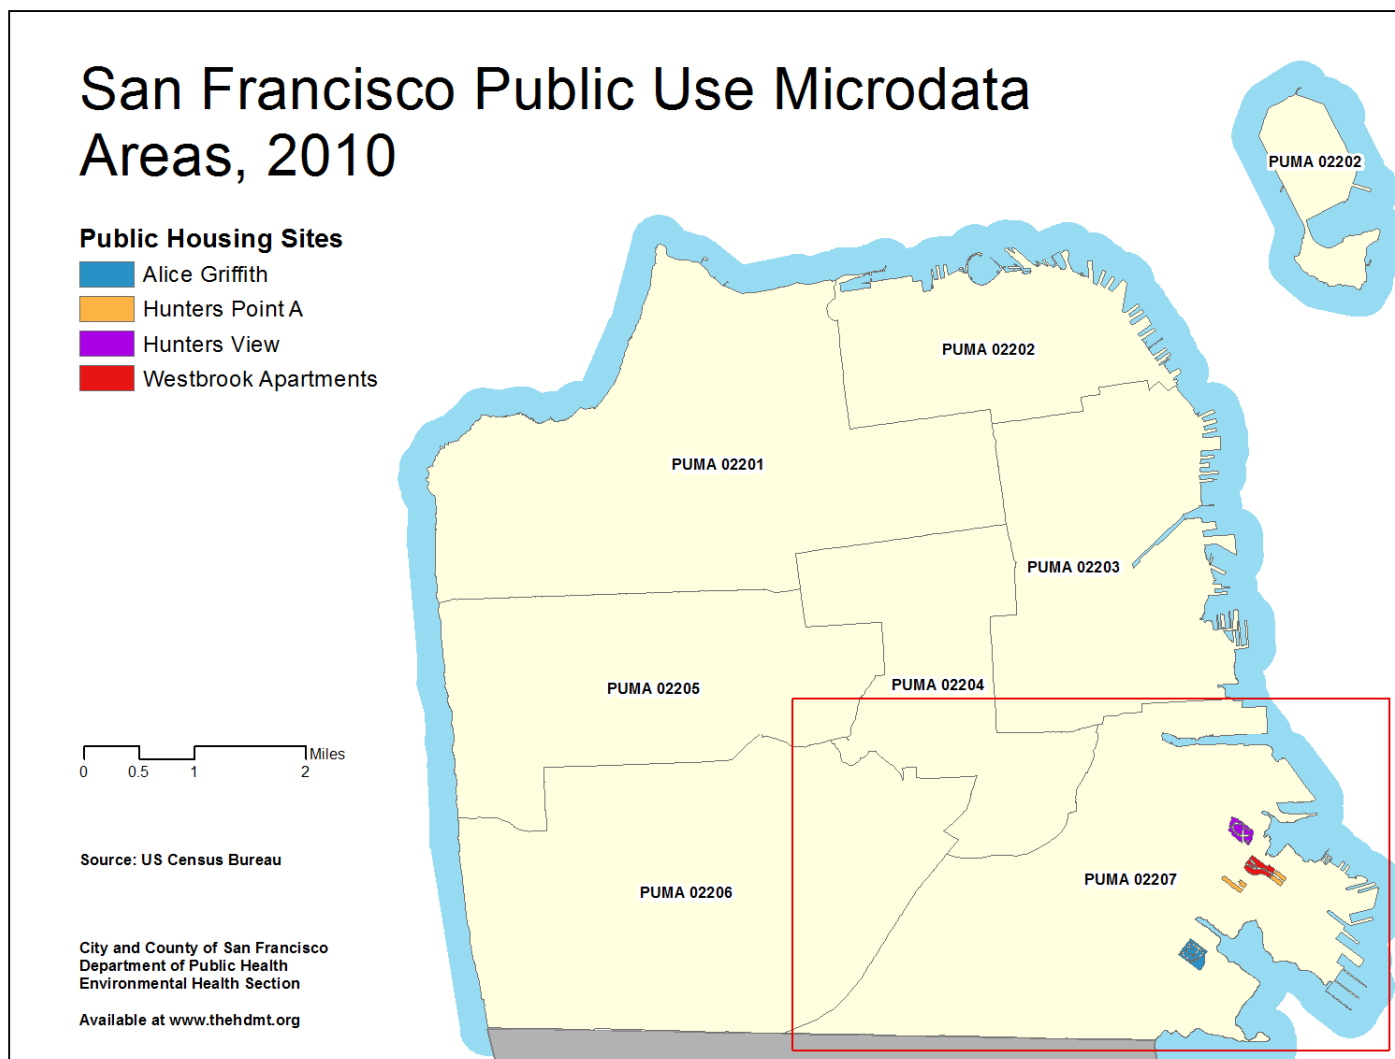 San Francisco Public Use Microdata
Areas, 2010
Public Housing Sites
Alice Griffith
Hunters Point A
Hunters View
Westbrook Apartments
PUMA 02202
PUMA 02202
PUMA 02201
PUMA 02203
PUMA 02204
PUMA 02205
PUMA 02207
PUMA 02206
Miles
0 0.5 1 2
Source: US Census Bureau
City and County of San Francisco
Department of Public Health
Environmental Health Section
Available at www.thehdmt.org